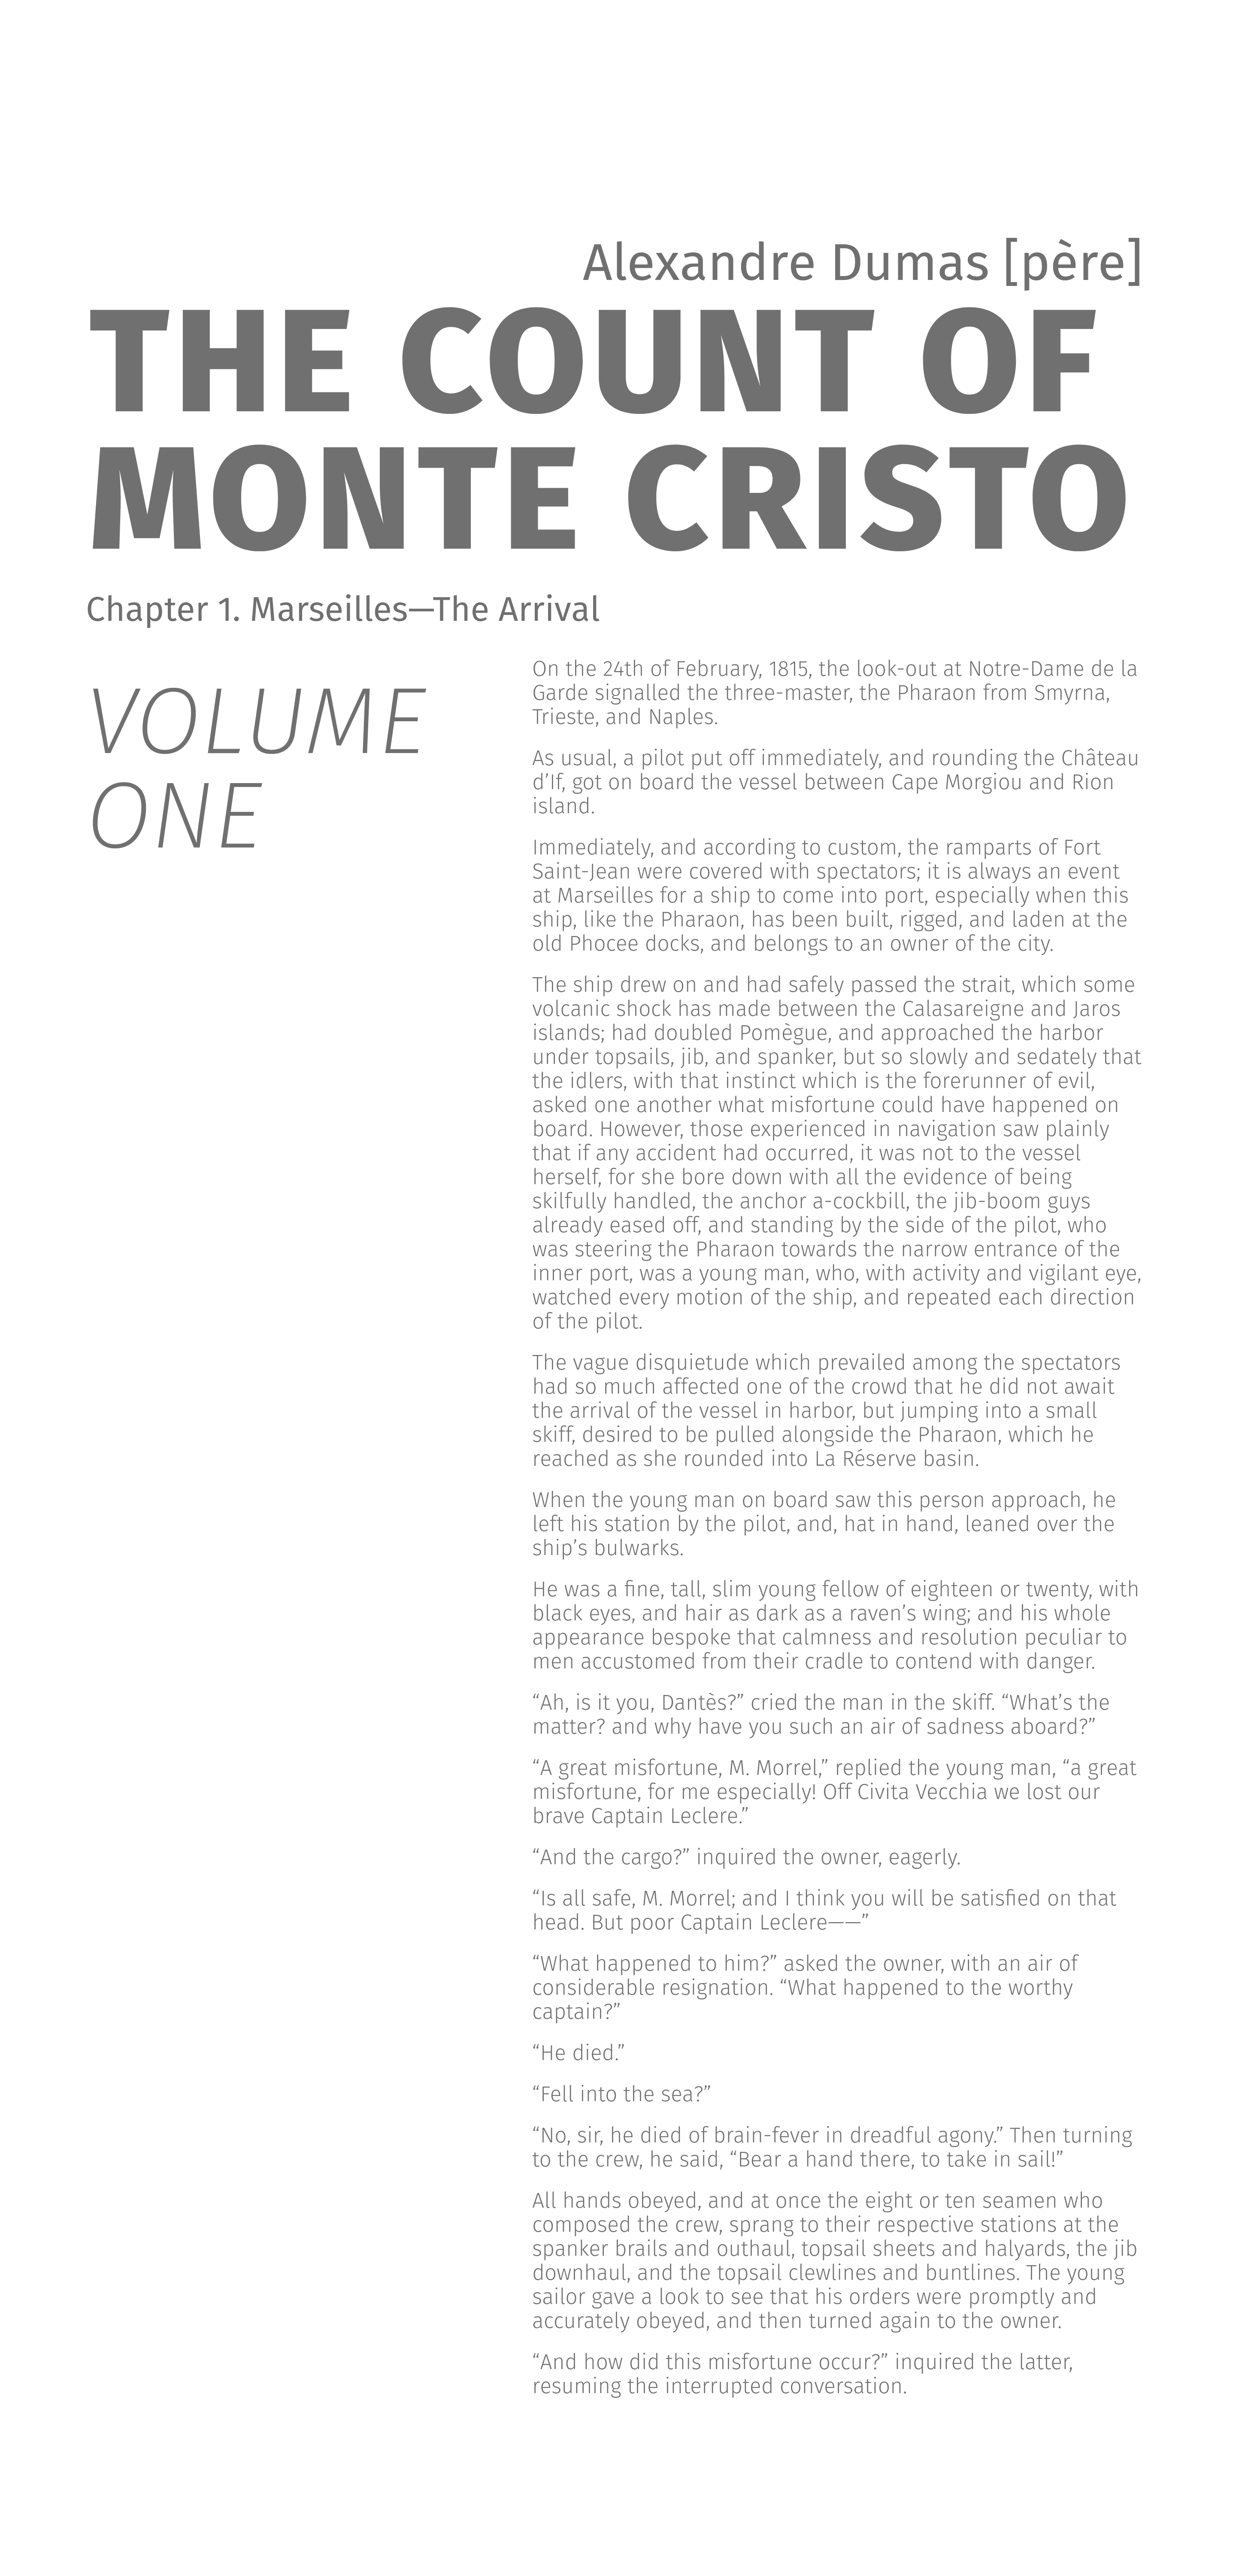 Alexandre Dumas [père]
THE COUNT OF
MONTE CRISTO
Chapter 1. Marseilles—The Arrival
VOLUME
ONE
On the 24th of February, 1815, the look-out at Notre-Dame de la
Garde signalled the three-master, the Pharaon from Smyrna,
Trieste, and Naples.
As usual, a pilot put off immediately, and rounding the Château
d’If, got on board the vessel between Cape Morgiou and Rion
island.
Immediately, and according to custom, the ramparts of Fort
Saint-Jean were covered with spectators; it is always an event
at Marseilles for a ship to come into port, especially when this
ship, like the Pharaon, has been built, rigged, and laden at the
old Phocee docks, and belongs to an owner of the city.
The ship drew on and had safely passed the strait, which some
volcanic shock has made between the Calasareigne and Jaros
islands; had doubled Pomègue, and approached the harbor
under topsails, jib, and spanker, but so slowly and sedately that
the idlers, with that instinct which is the forerunner of evil,
asked one another what misfortune could have happened on
board. However, those experienced in navigation saw plainly
that if any accident had occurred, it was not to the vessel
herself, for she bore down with all the evidence of being
skilfully handled, the anchor a-cockbill, the jib-boom guys
already eased off, and standing by the side of the pilot, who
was steering the Pharaon towards the narrow entrance of the
inner port, was a young man, who, with activity and vigilant eye,
watched every motion of the ship, and repeated each direction
of the pilot.
The vague disquietude which prevailed among the spectators
had so much affected one of the crowd that he did not await
the arrival of the vessel in harbor, but jumping into a small
skiff, desired to be pulled alongside the Pharaon, which he
reached as she rounded into La Réserve basin.
When the young man on board saw this person approach, he
left his station by the pilot, and, hat in hand, leaned over the
ship’s bulwarks.
He was a fine, tall, slim young fellow of eighteen or twenty, with
black eyes, and hair as dark as a raven’s wing; and his whole
appearance bespoke that calmness and resolution peculiar to
men accustomed from their cradle to contend with danger.
“Ah, is it you, Dantès?” cried the man in the skiff. “What’s the
matter? and why have you such an air of sadness aboard?”
“A great misfortune, M. Morrel,” replied the young man, “a great
misfortune, for me especially! Off Civita Vecchia we lost our
brave Captain Leclere.”
“And the cargo?” inquired the owner, eagerly.
“Is all safe, M. Morrel; and I think you will be satisfied on that
head. But poor Captain Leclere——”
“What happened to him?” asked the owner, with an air of
considerable resignation. “What happened to the worthy
captain?”
“He died.”
“Fell into the sea?”
“No, sir, he died of brain-fever in dreadful agony.” Then turning
to the crew, he said, “Bear a hand there, to take in sail!”
All hands obeyed, and at once the eight or ten seamen who
composed the crew, sprang to their respective stations at the
spanker brails and outhaul, topsail sheets and halyards, the jib
downhaul, and the topsail clewlines and buntlines. The young
sailor gave a look to see that his orders were promptly and
accurately obeyed, and then turned again to the owner.
“And how did this misfortune occur?” inquired the latter,
resuming the interrupted conversation.